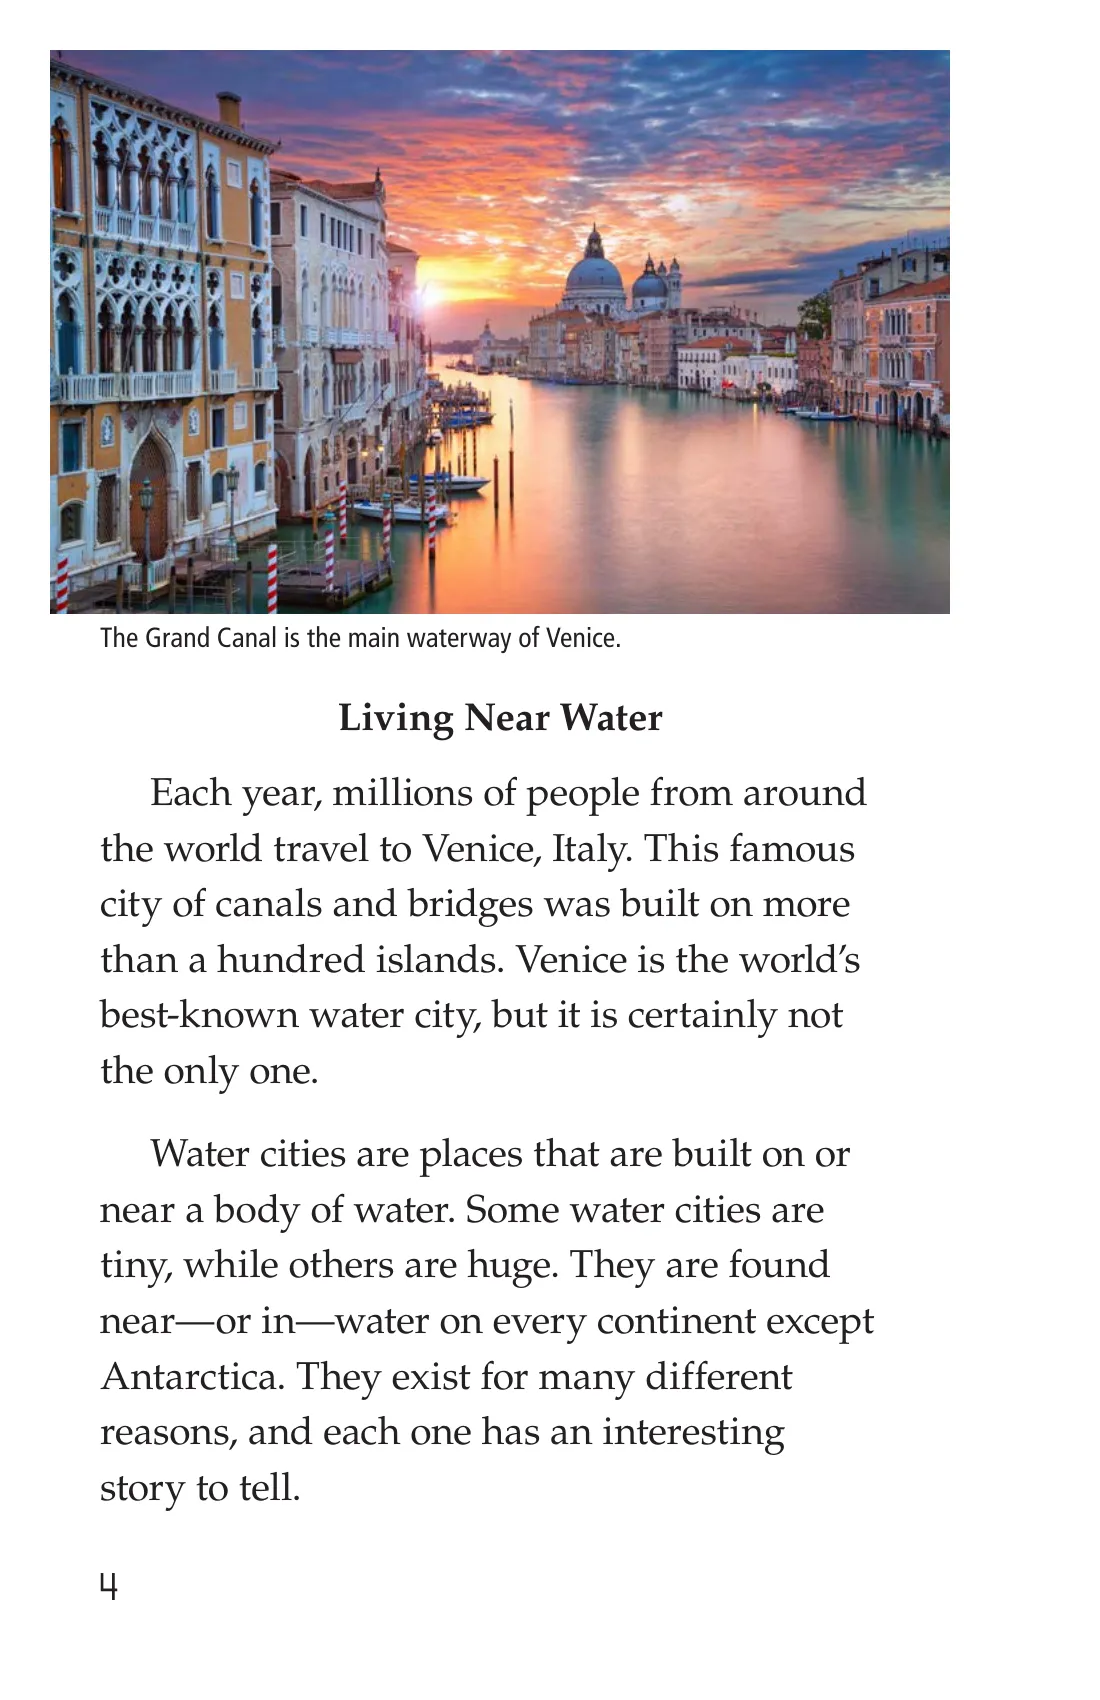 The Grand Canal is the main waterway of Venice.
Living Near Water
Each year, millions of people from around
the world travel to Venice, Italy. This famous
city of canals and bridges was built on more
than a hundred islands. Venice is the world’s
best-known water city, but it is certainly not
the only one.
Water cities are places that are built on or
near a body of water. Some water cities are
tiny, while others are huge. They are found
near—or in—water on every continent except
Antarctica. They exist for many different
reasons, and each one has an interesting
story to tell.
4